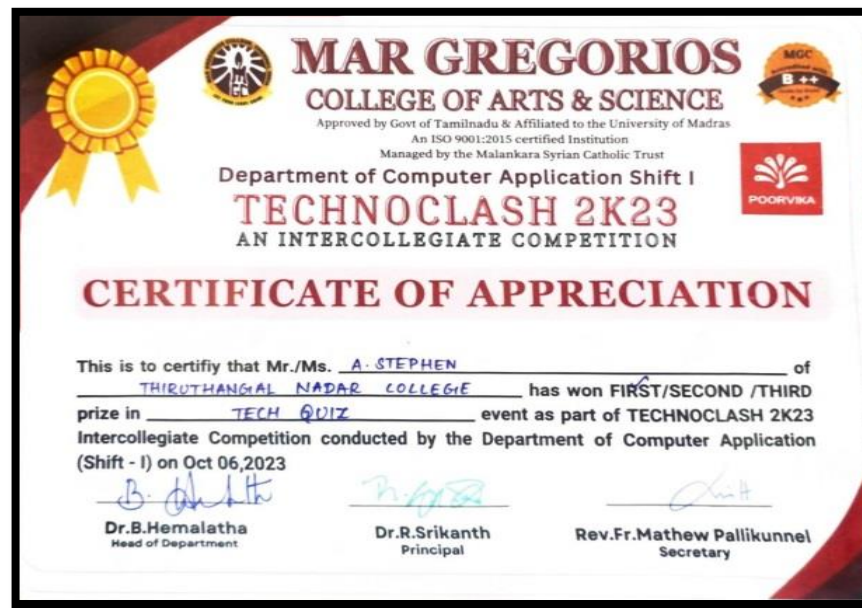 MAR GREGORIOS
COLLEGE OF ARTS & SCIENCE
Approved by Govt of Tamilnadu & Affiliated to the University of Madras
An ISO 9001:2015 certified Institution
Managed by the Malankara Syrian Catholic Trust
MGC
Accredited with
B ++
POORVIKA
Department of Computer Application Shift I
TECHNOCLASH 2K23
AN INTERCOLLEGIATE COMPETITION
CERTIFICATE OF APPRECIATION
This is to certifiy that Mr./Ms. A. STEPHEN of
THIRUTHANGAL NADAR COLLEGE has won FIRST/SECOND /THIRD
prize in TECH QUIZ event as part of TECHNOCLASH 2K23
Intercollegiate Competition conducted by the Department of Computer Application
(Shift - I) on Oct 06,2023
Dr.B.Hemalatha
Head of Department
Dr.R.Srikanth
Principal
Rev.Fr.Mathew Pallikunnel
Secretary